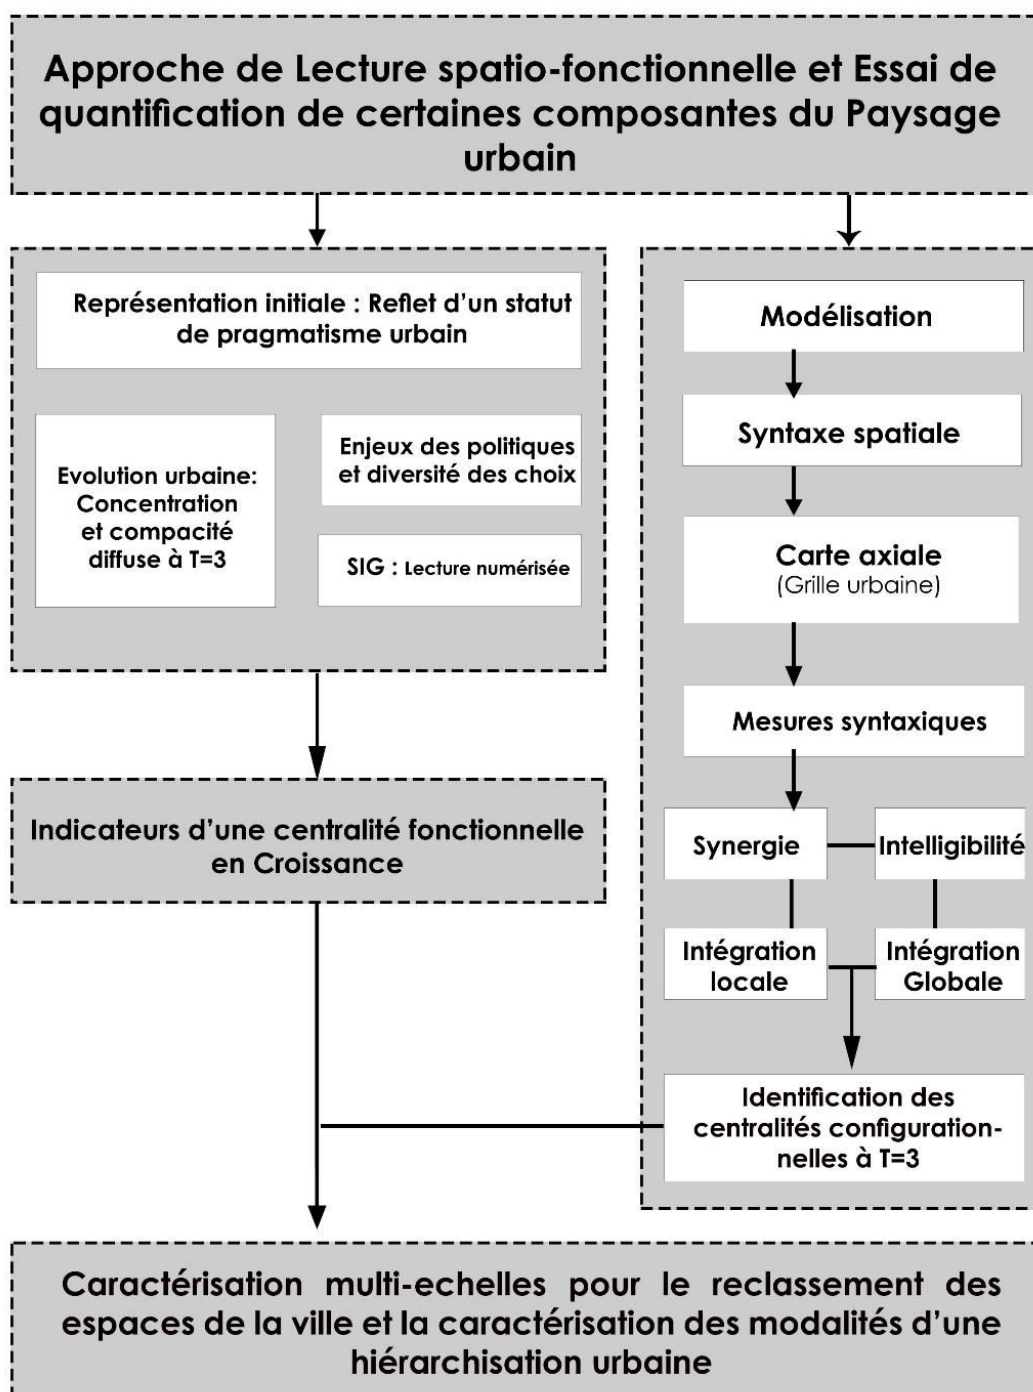 Approche de Lecture spatio-fonctionnelle et Essai de
quantification de certaines composantes du Paysage
urbain
Représentation initiale : Reflet d'un statut
de pragmatisme urbain
Evolution urbaine:
Concentration
et compacité
diffuse à T=3
Enjeux des politiques
et diversité des choix
SIG : Lecture numérisée
Indicateurs d'une centralité fonctionnelle
en Croissance
Modélisation
Syntaxe spatiale
Carte axiale
(Grille urbaine)
Mesures syntaxiques
Synergie
Intelligibilité
Intégration
locale
Intégration
Globale
Identification des
centralités configuration-
nelles à T=3
Caractérisation multi-echelles pour le reclassement des
espaces de la ville et la caractérisation des modalités d'une
hiérarchisation urbaine